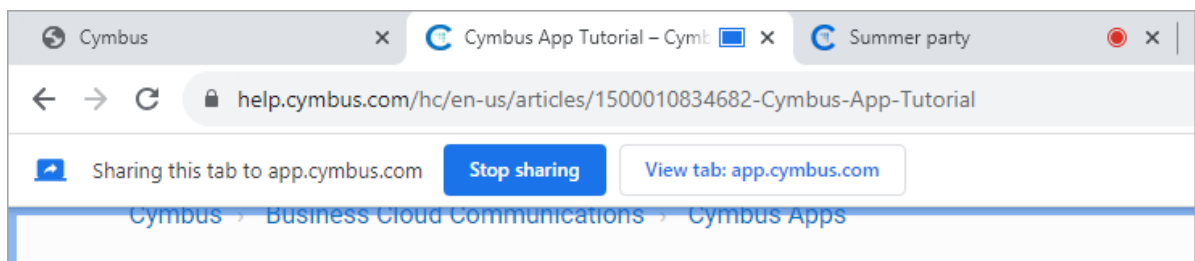 Cymbus Cymbus App Tutorial – Cymb Summer party
help.cymbus.com/hc/en-us/articles/1500010834682-Cymbus-App-Tutorial
Sharing this tab to app.cymbus.com Stop sharing View tab: app.cymbus.com
Cymbus › Business Cloud Communications › Cymbus Apps